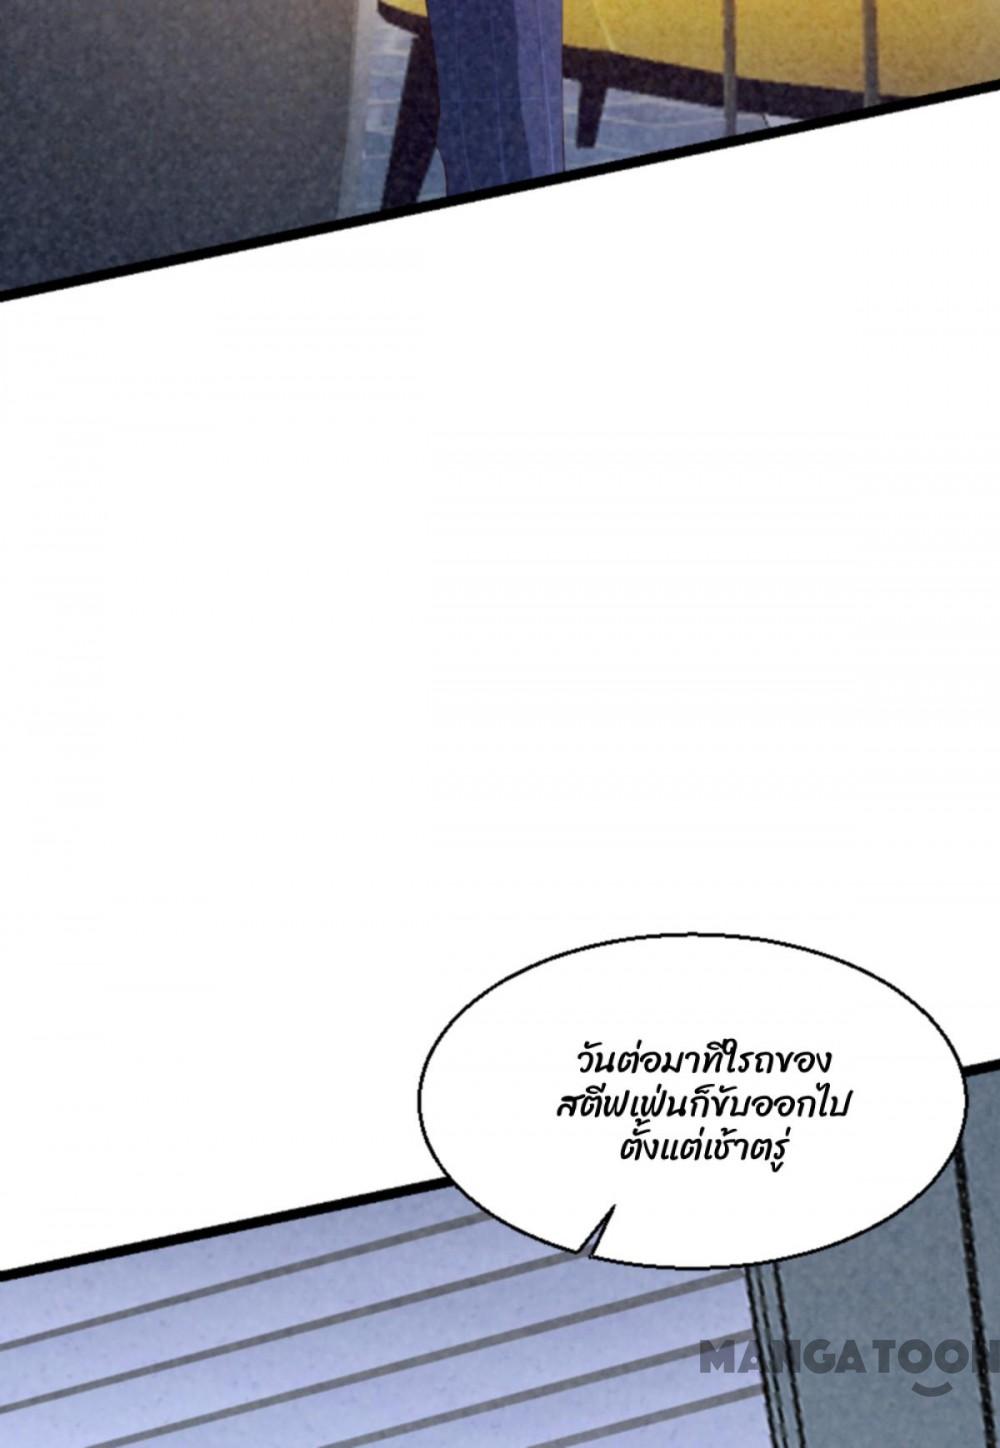 วันต่อมาทีไรถของ
สตีฟเฟ่นก็ขับออกไป
ตั้งแต่เช้าตรู่
MANGATOON